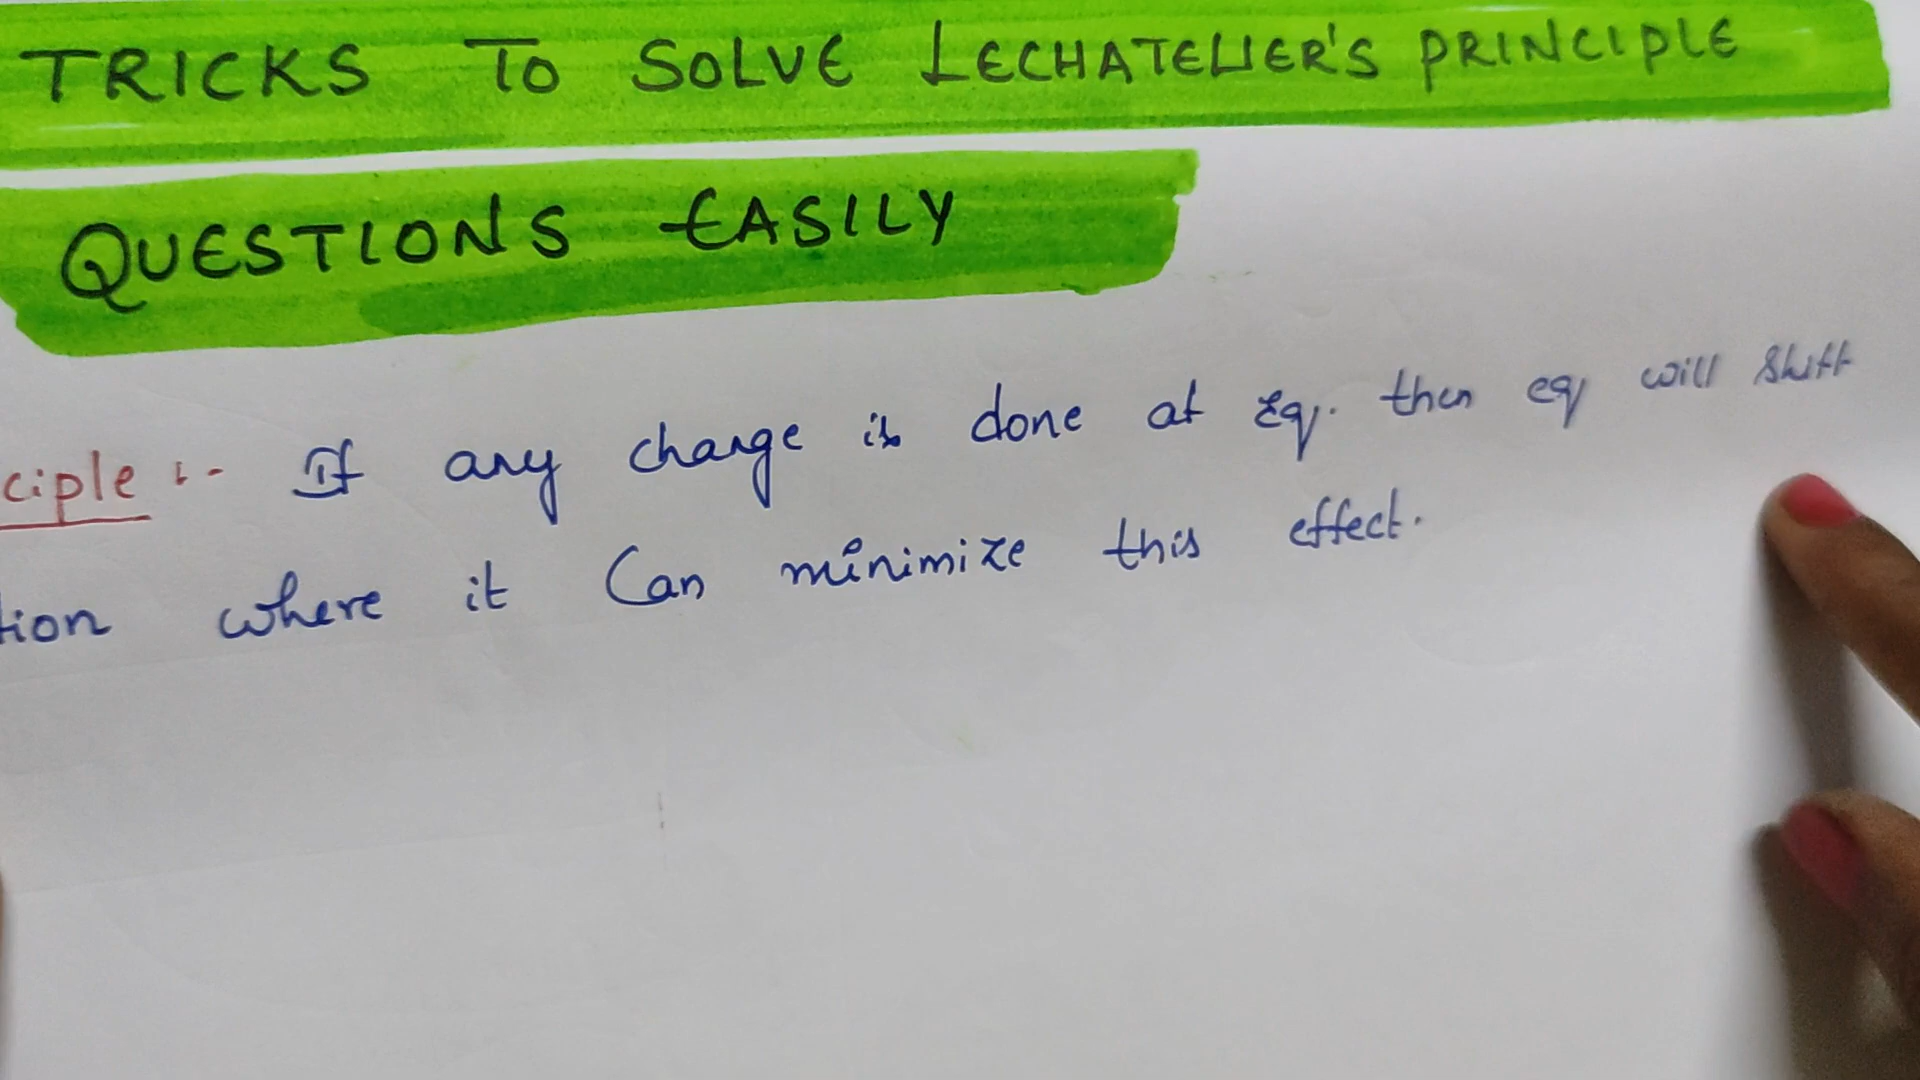 TRICKS TO SOLVE LECHATELIER'S PRINCIPLE
QUESTIONS EASILY
ciple :- If any change is done at Eq. then eq will shift
tion where it Can minimize this effect.